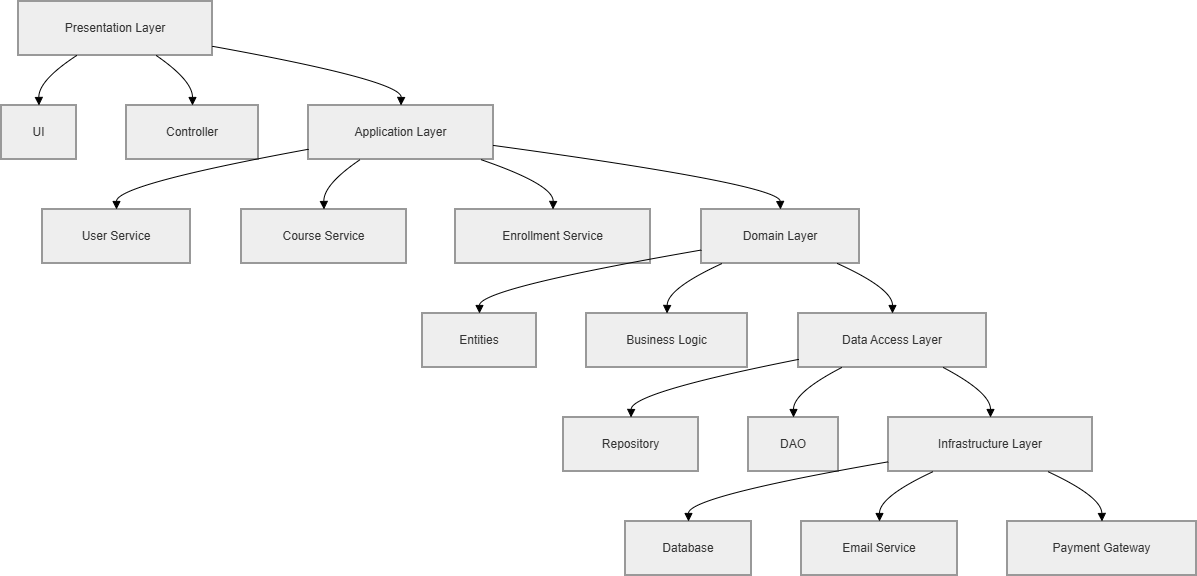 Presentation Layer
UI
Controller
Application Layer
User Service
Course Service
Enrollment Service
Domain Layer
Entities
Business Logic
Data Access Layer
Repository
DAO
Infrastructure Layer
Database
Email Service
Payment Gateway